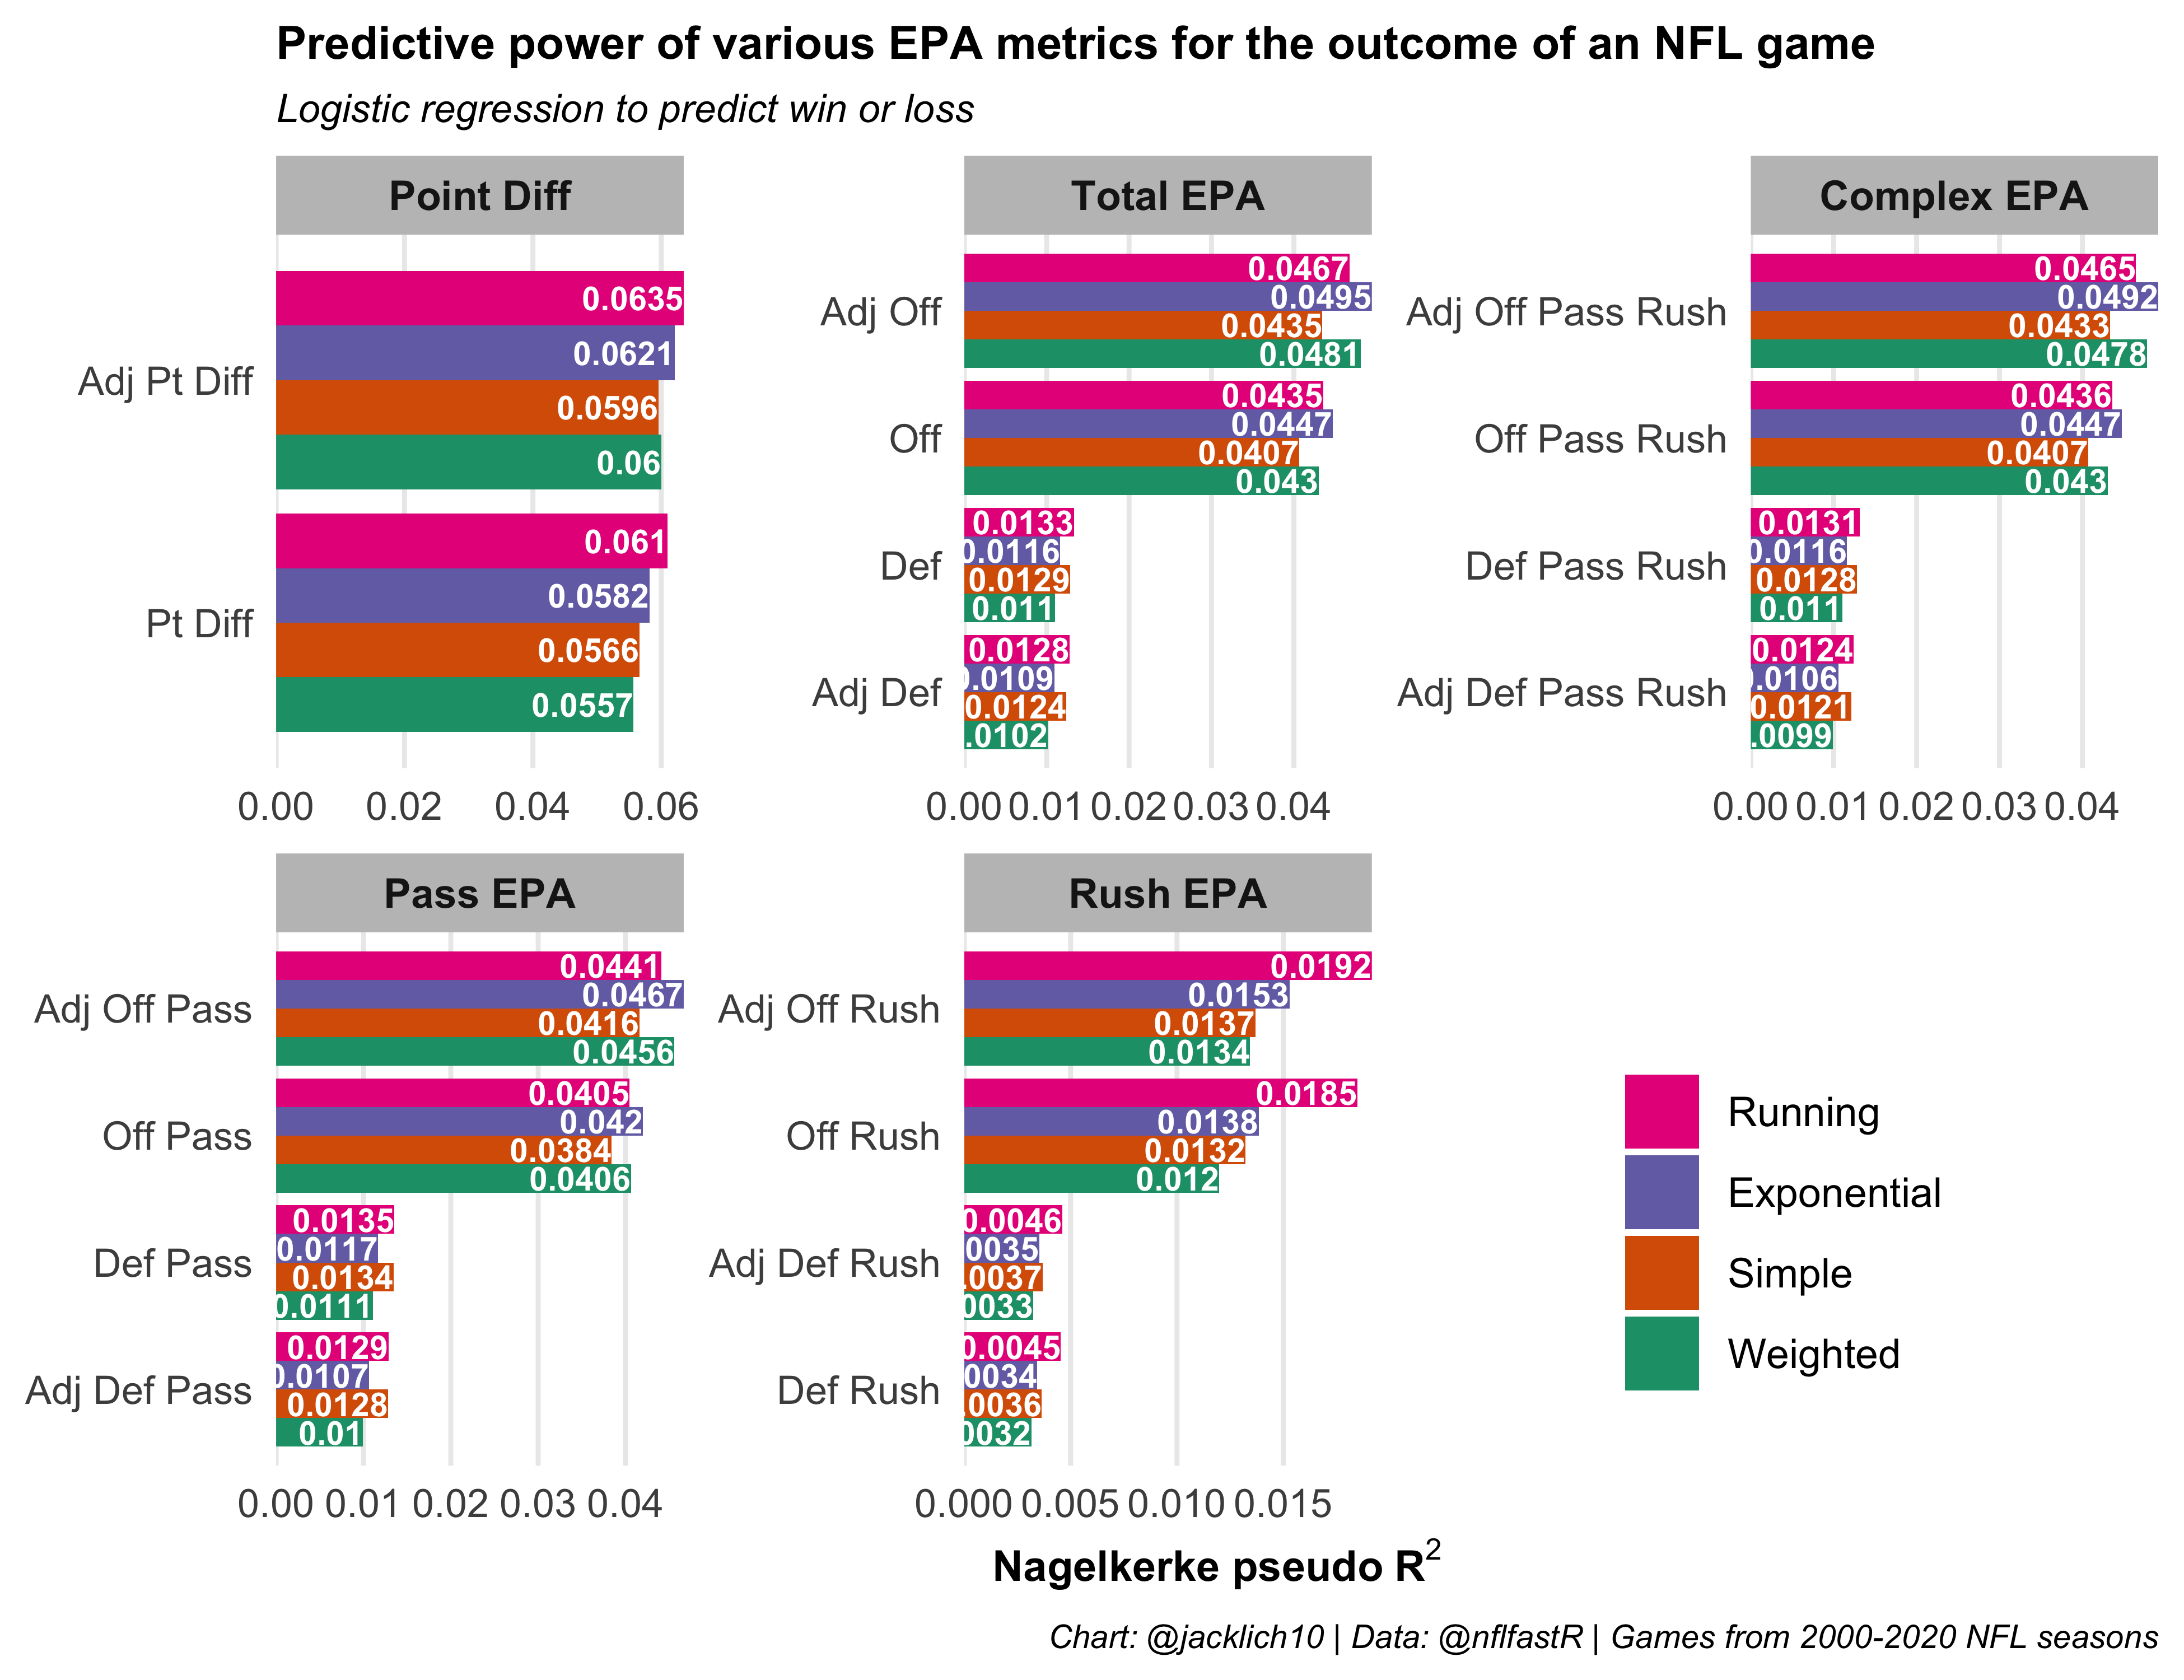 Predictive power of various EPA metrics for the outcome of an NFL game
Logistic regression to predict win or loss
Point Diff
Adj Pt Diff
0.0635
0.0621
0.0596
0.06
Pt Diff
0.061
0.0582
0.0566
0.0557
0.00 0.02 0.04 0.06
Total EPA
Adj Off
0.0467
0.0495
0.0435
0.0481
Off
0.0435
0.0447
0.0407
0.043
Def
0.0133
0.0116
0.0129
0.011
Adj Def
0.0128
0.0109
0.0124
.0102
0.00 0.01 0.02 0.03 0.04
Complex EPA
Adj Off Pass Rush
0.0465
0.0492
0.0433
0.0478
Off Pass Rush
0.0436
0.0447
0.0407
0.043
Def Pass Rush
0.0131
0.0116
0.0128
0.011
Adj Def Pass Rush
0.0124
0.0106
0.0121
.0099
0.00 0.01 0.02 0.03 0.04
Pass EPA
Adj Off Pass
0.0441
0.0467
0.0416
0.0456
Off Pass
0.0405
0.042
0.0384
0.0406
Def Pass
0.0135
0.0117
0.0134
0.0111
Adj Def Pass
0.0129
0.0107
0.0128
0.01
0.00 0.01 0.02 0.03 0.04
Rush EPA
Adj Off Rush
0.0192
0.0153
0.0137
0.0134
Off Rush
0.0185
0.0138
0.0132
0.012
Adj Def Rush
0.0046
0035
.0037
0033
Def Rush
0.0045
0034
.0036
0032
0.000 0.005 0.010 0.015
Running
Exponential
Simple
Weighted
Nagelkerke pseudo R²
Chart: @jacklich10 | Data: @nflfastR | Games from 2000-2020 NFL seasons